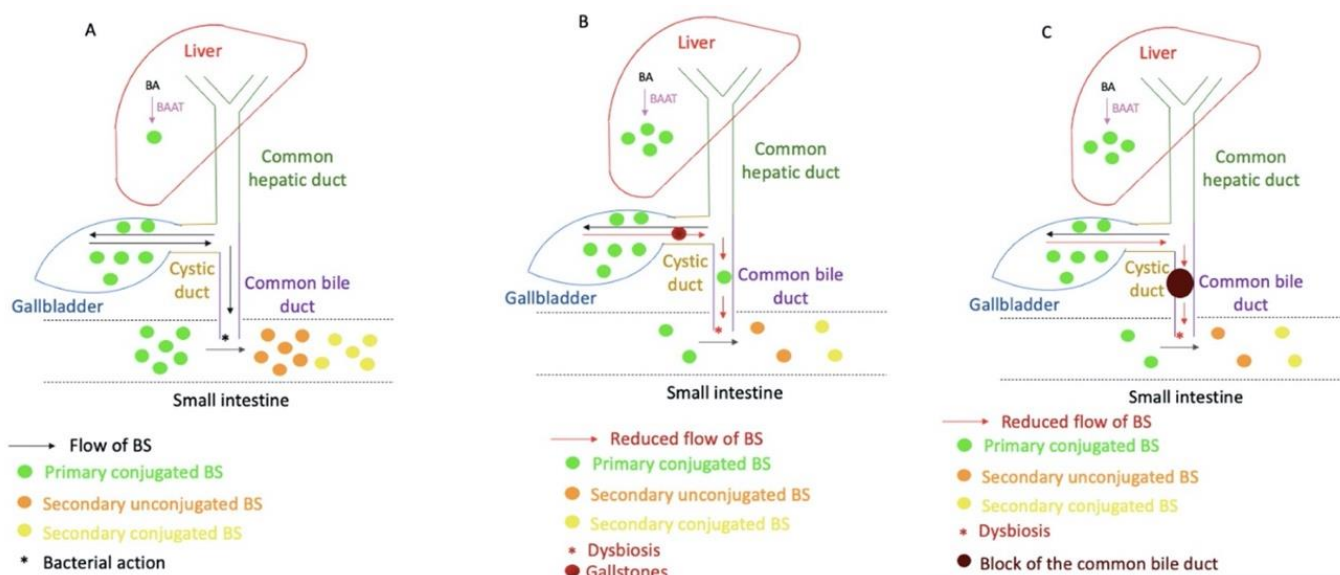 A
Liver
BA
BAAT
Common
hepatic duct
Cystic
duct
Common bile
duct
Gallbladder
*
Small intestine
Flow of BS
Primary conjugated BS
Secondary unconjugated BS
Secondary conjugated BS
* Bacterial action
B
Liver
BA
BAAT
Common
hepatic duct
Cystic
duct
Common bile
duct
Gallbladder
*
Small intestine
Reduced flow of BS
Primary conjugated BS
Secondary unconjugated BS
Secondary conjugated BS
* Dysbiosis
Gallstones
C
Liver
BA
BAAT
Common
hepatic duct
Cystic
duct
Common bile
duct
Gallbladder
*
Small intestine
Reduced flow of BS
Primary conjugated BS
Secondary unconjugated BS
Secondary conjugated BS
* Dysbiosis
Block of the common bile duct